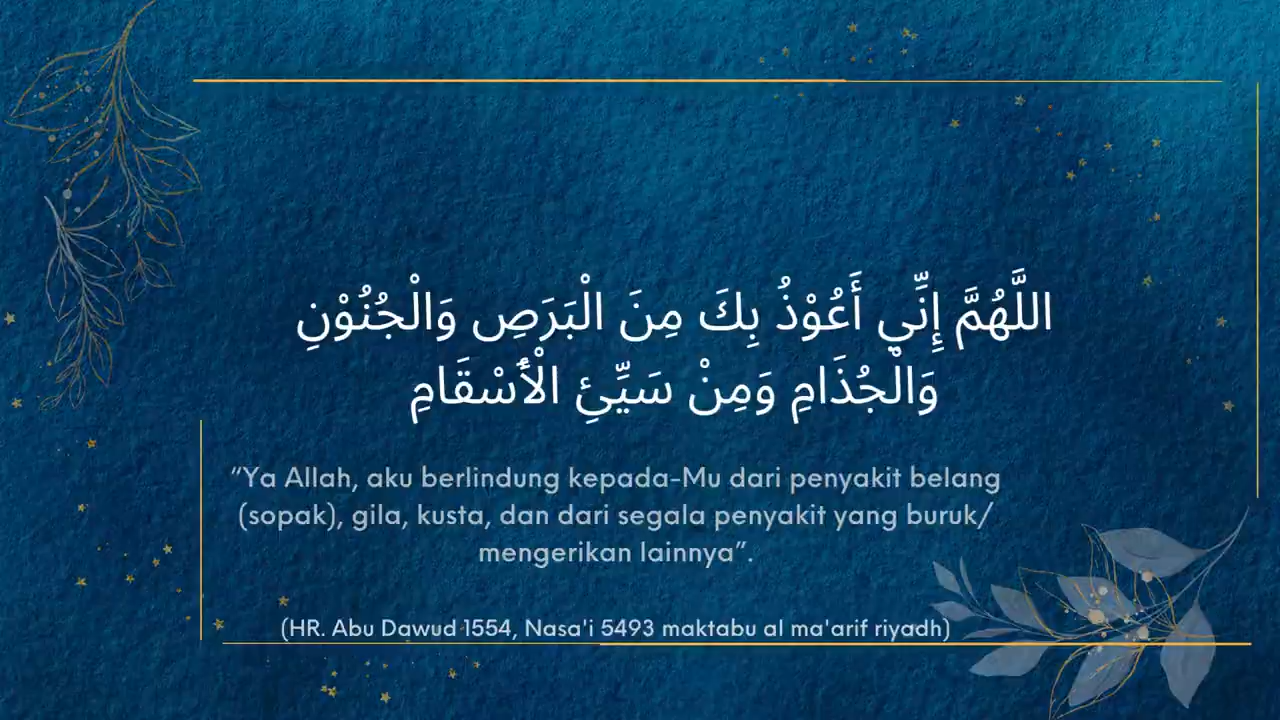 اللَّهُمَّ إِنِّي أَعُوْذُ بِكَ مِنَ الْبَرَصِ وَالْجُنُوْنِ
وَالْجُذَامِ وَمِنْ سَيِّئِ الْأَسْقَامِ
“Ya Allah, aku berlindung kepada-Mu dari penyakit belang
(sopak), gila, kusta, dan dari segala penyakit yang buruk/
mengerikan lainnya”.
(HR. Abu Dawud 1554, Nasa'i 5493 maktabu al ma'arif riyadh)